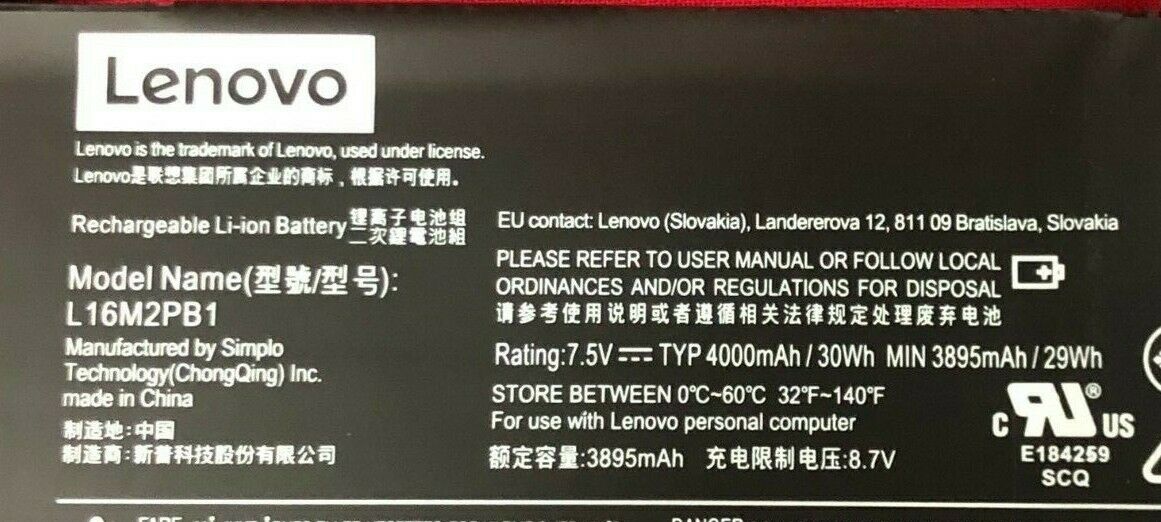 Lenovo
Lenovo is the trademark of Lenovo, used under license.
Lenovo是联想集团所属企业的商标，根据许可使用。
Rechargeable Li-ion Battery 锂离子电池组
二次鋰電池組
Model Name(型號/型号):
L16M2PB1
Manufactured by Simplo
Technology(ChongQing) Inc.
made in China
制造地:中国
制造商:新普科技股份有限公司
EU contact: Lenovo (Slovakia), Landererova 12, 811 09 Bratislava, Slovakia
PLEASE REFER TO USER MANUAL OR FOLLOW LOCAL
ORDINANCES AND/OR REGULATIONS FOR DISPOSAL
请参考使用说明或者遵循相关法律规定处理废弃电池
Rating:7.5V TYP 4000mAh / 30Wh MIN 3895mAh / 29Wh
STORE BETWEEN 0°C~60°C 32°F~140°F
For use with Lenovo personal computer
额定容量:3895mAh 充电限制电压:8.7V
C RU® US
E184259
SCQ